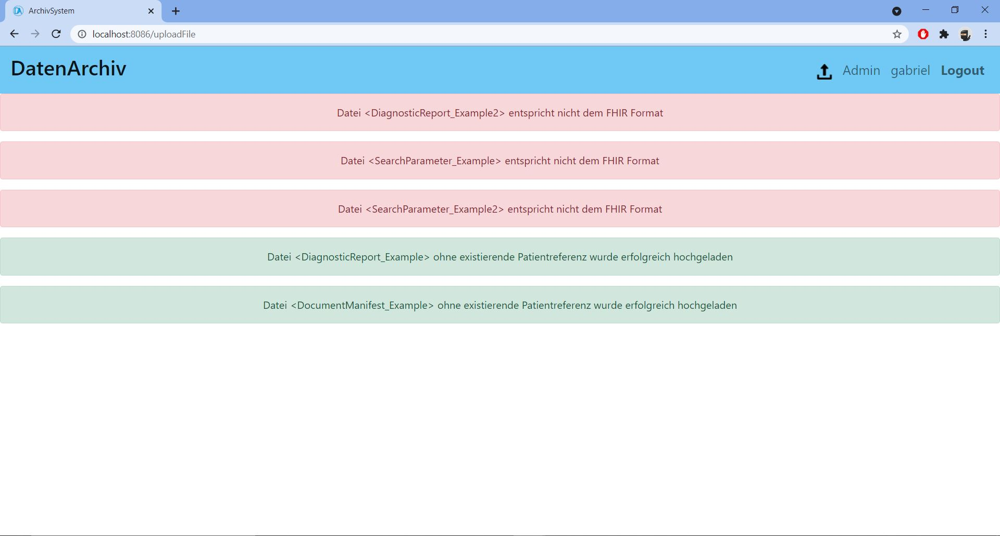 ArchivSystem
localhost:8086/uploadFile
DatenArchiv
Admin gabriel Logout
Datei <DiagnosticReport_Example2> entspricht nicht dem FHIR Format
Datei <SearchParameter_Example> entspricht nicht dem FHIR Format
Datei <SearchParameter_Example2> entspricht nicht dem FHIR Format
Datei <DiagnosticReport_Example> ohne existierende Patientreferenz wurde erfolgreich hochgeladen
Datei <DocumentManifest_Example> ohne existierende Patientreferenz wurde erfolgreich hochgeladen